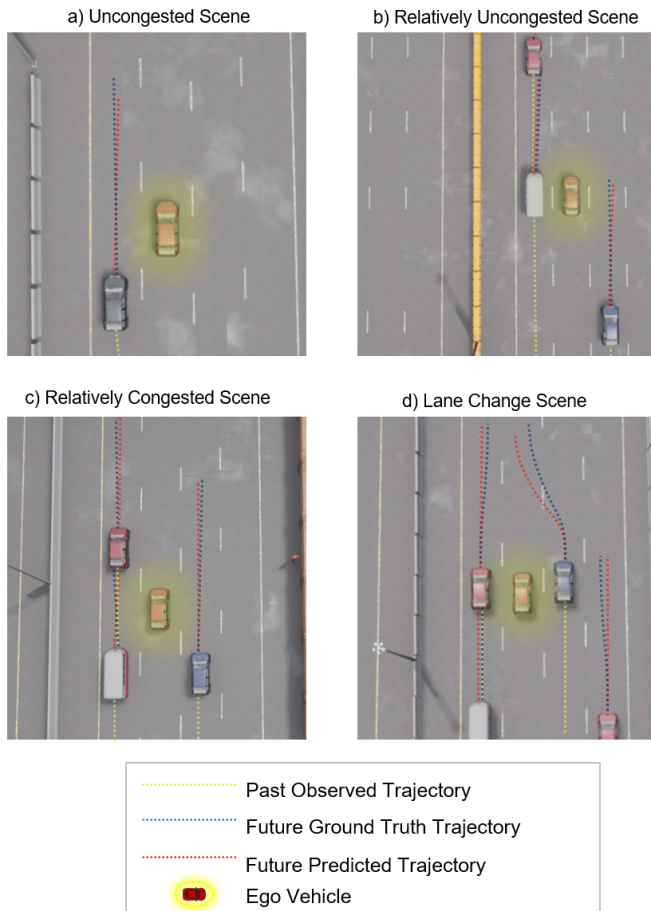 a) Uncongested Scene
b) Relatively Uncongested Scene
c) Relatively Congested Scene
d) Lane Change Scene
Past Observed Trajectory
Future Ground Truth Trajectory
Future Predicted Trajectory
Ego Vehicle